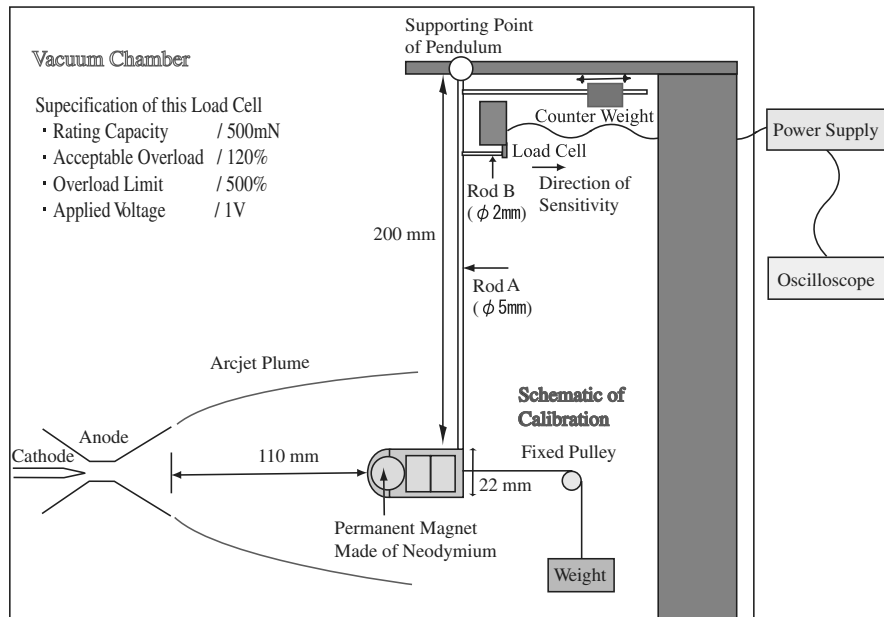 Supporting Point
of Pendulum
Vacuum Chamber
Supecification of this Load Cell
・ Rating Capacity / 500mN
・ Acceptable Overload / 120%
・ Overload Limit / 500%
・ Applied Voltage / 1V
Counter Weight
Power Supply
Load Cell
Rod B
(φ2mm)
Direction of
Sensitivity
200 mm
Rod A
(φ5mm)
Oscilloscope
Arcjet Plume
Schematic of
Calibration
Anode
Cathode
110 mm
Fixed Pulley
22 mm
Permanent Magnet
Made of Neodymium
Weight